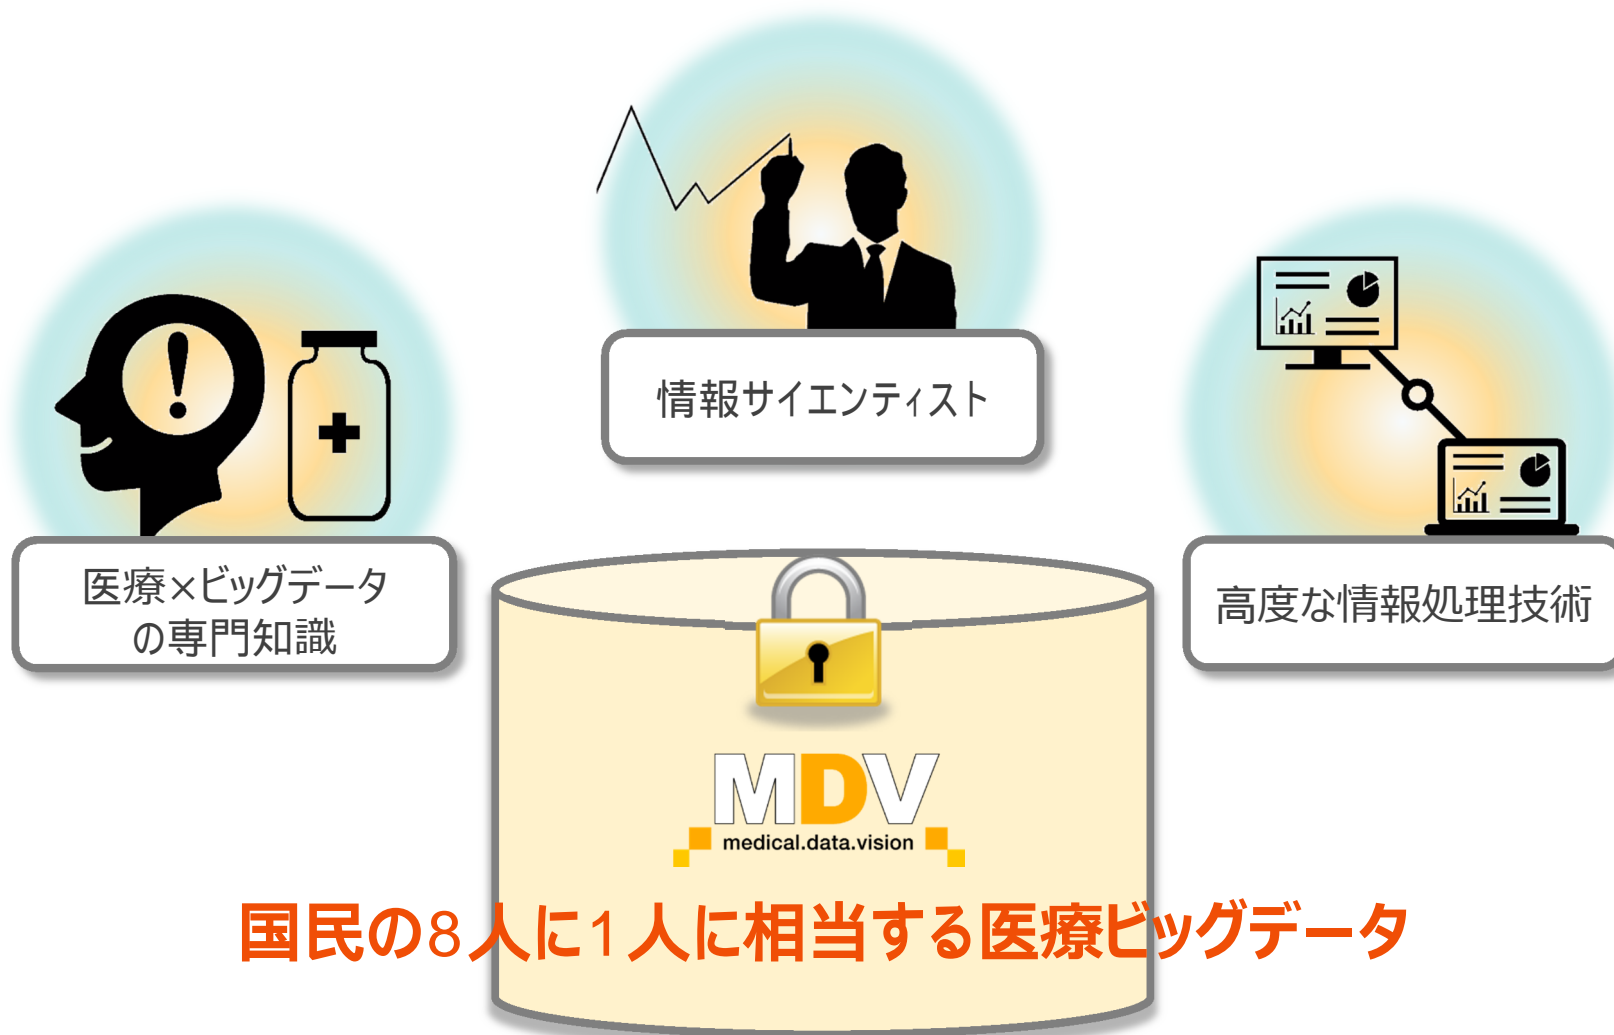 情報サイエンティスト
医療×ビッグデータ
の専門知識
高度な情報処理技術
MDV
medical.data.vision
国民の8人に1人に相当する医療ビッグデータ